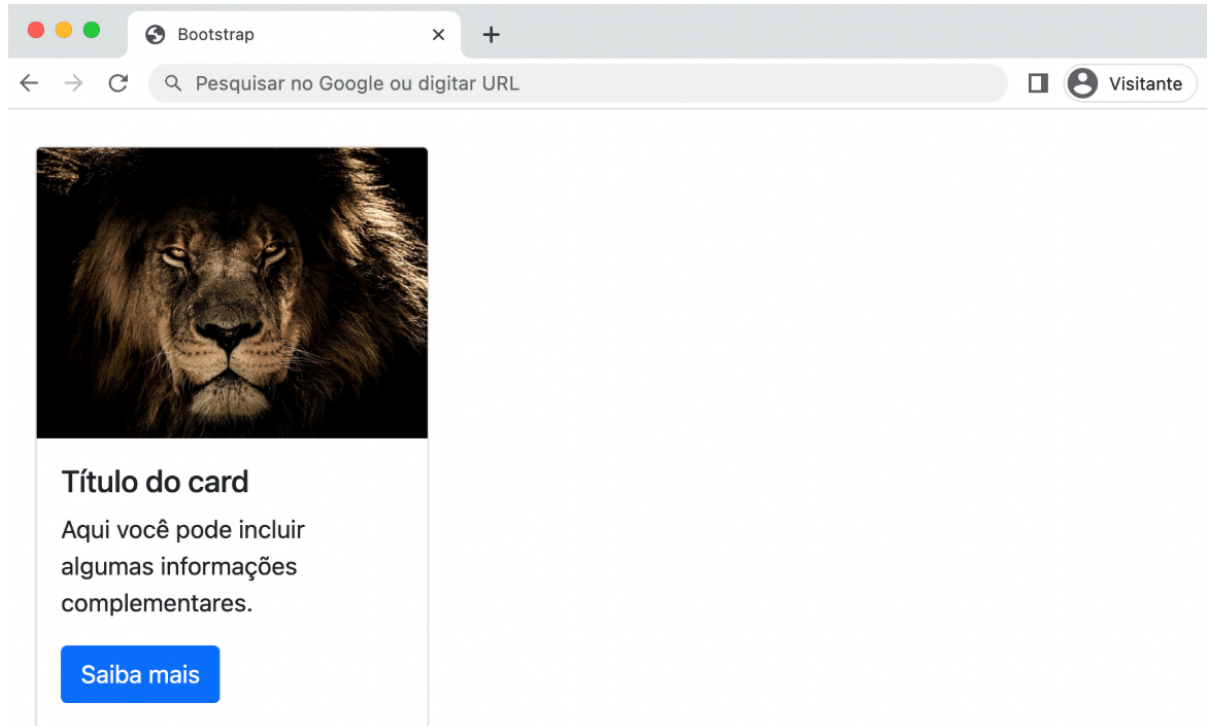 Bootstrap
Pesquisar no Google ou digitar URL
Visitante
Título do card
Aqui você pode incluir
algumas informações
complementares.
Saiba mais